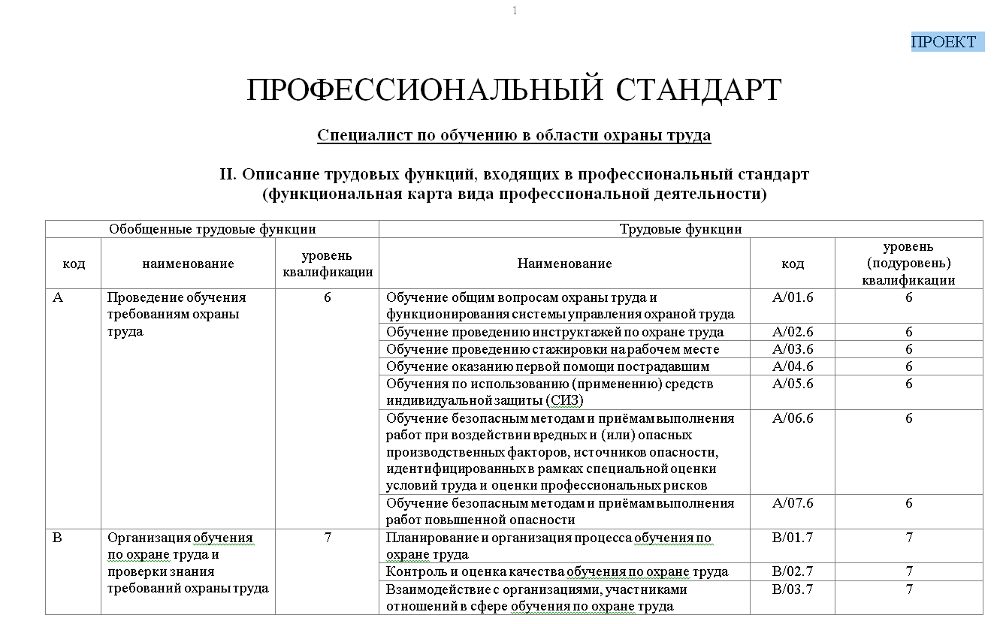 1
ПРОЕКТ
ПРОФЕССИОНАЛЬНЫЙ СТАНДАРТ
Специалист по обучению в области охраны труда
II. Описание трудовых функций, входящих в профессиональный стандарт
(функциональная карта вида профессиональной деятельности)
Обобщенные трудовые функции
Трудовые функции
код
наименование
уровень
квалификации
Наименование
код
уровень
(подуровень)
квалификации
A
Проведение обучения
требованиям охраны
труда
6
Обучение общим вопросам охраны труда и
функционирования системы управления охраной труда
A/01.6
6
Обучение проведению инструктажей по охране труда
A/02.6
6
Обучение проведению стажировки на рабочем месте
A/03.6
6
Обучение оказанию первой помощи пострадавшим
A/04.6
6
Обучения по использованию (применению) средств
индивидуальной защиты (СИЗ)
A/05.6
6
Обучение безопасным методам и приёмам выполнения
работ при воздействии вредных и (или) опасных
производственных факторов, источников опасности,
идентифицированных в рамках специальной оценки
условий труда и оценки профессиональных рисков
A/06.6
6
Обучение безопасным методам и приёмам выполнения
работ повышенной опасности
A/07.6
6
B
Организация обучения
по охране труда и
проверки знания
требований охраны труда
7
Планирование и организация процесса обучения по
охране труда
B/01.7
7
Контроль и оценка качества обучения по охране труда
B/02.7
7
Взаимодействие с организациями, участниками
отношений в сфере обучения по охране труда
B/03.7
7